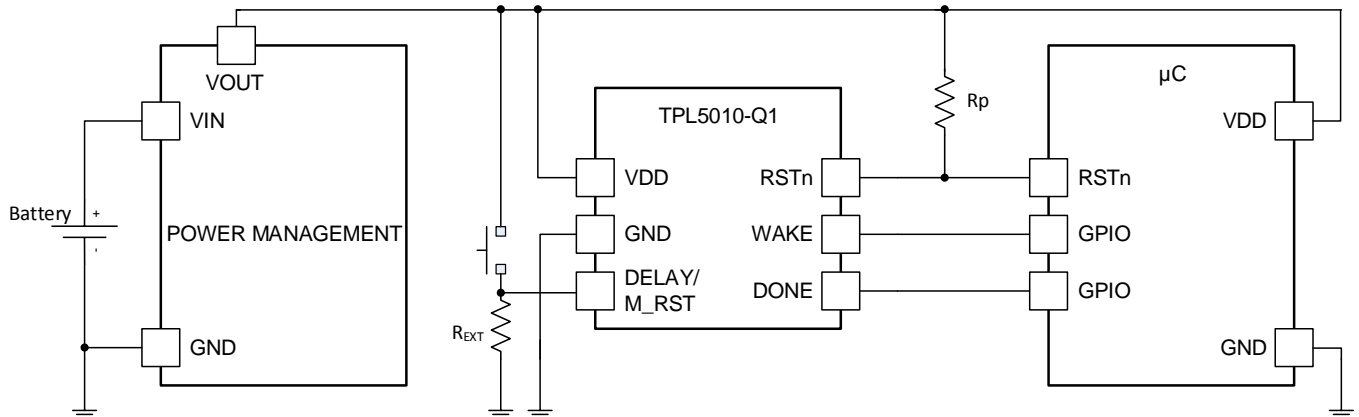 VOUT
VIN
Battery
+
-
POWER MANAGEMENT
GND
TPL5010-Q1
VDD
RSTn
GND
WAKE
DELAY/
M_RST
DONE
REXT
Rp
µC
VDD
RSTn
GPIO
GPIO
GND